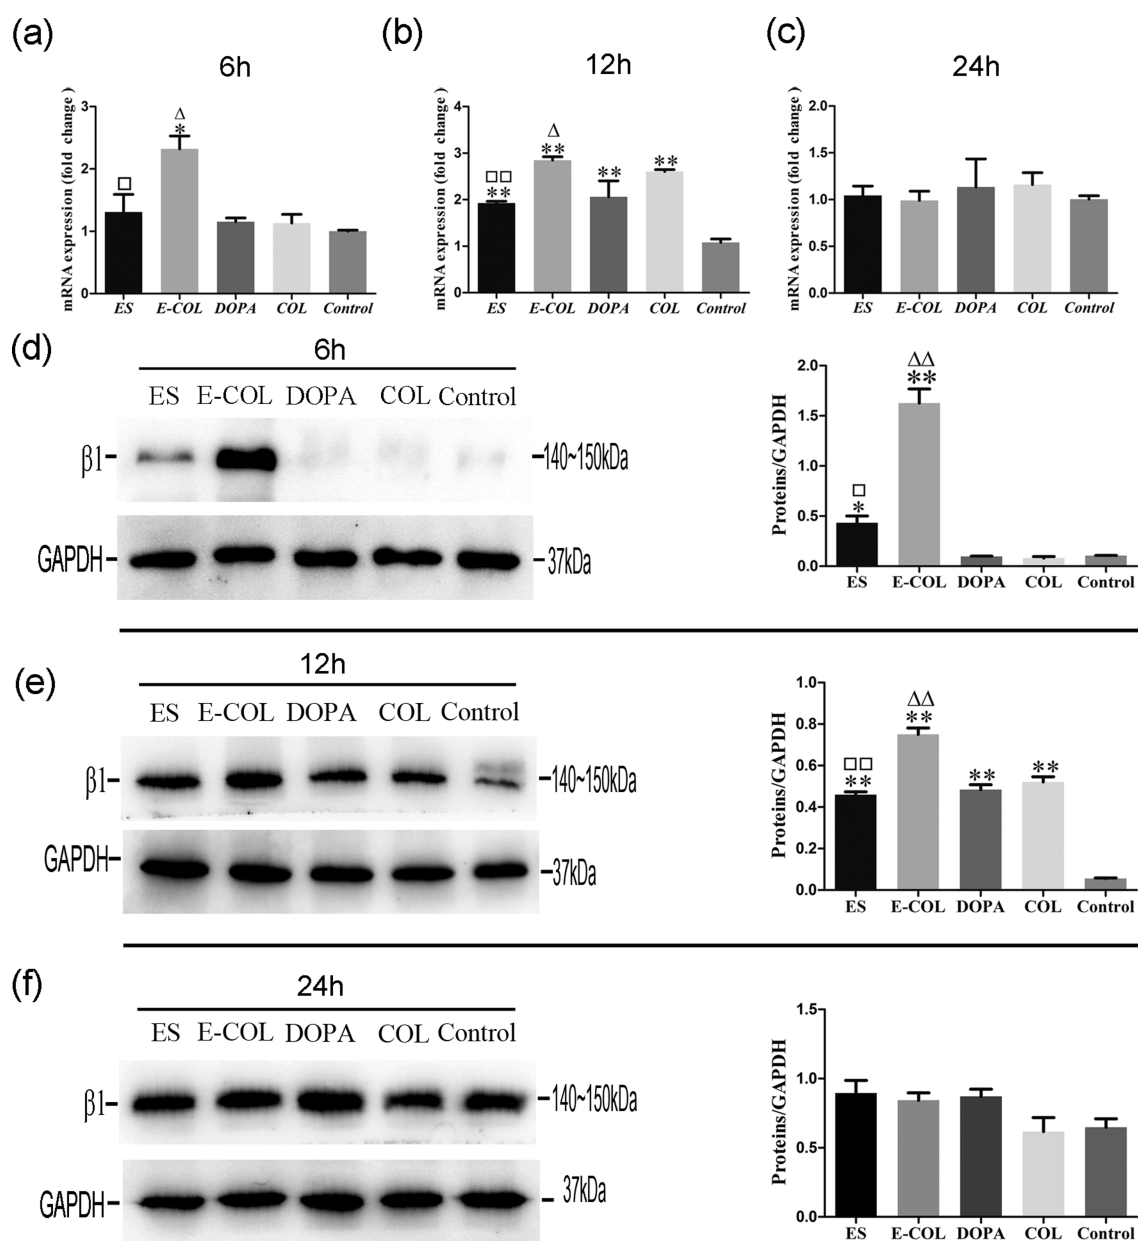 (a)
6h
mRNA expression (fold change)
3
2
1
0
Δ
*
□
ES E-COL DOPA COL Control
(b)
12h
mRNA expression (fold change)
4
3
2
1
0
□□
**
Δ
**
**
**
ES E-COL DOPA COL Control
(c)
24h
mRNA expression (fold change)
2.0
1.5
1.0
0.5
0.0
ES E-COL DOPA COL Control
(d)
6h
ES E-COL DOPA COL Control
β1
140~150kDa
GAPDH
37kDa
Proteins/GAPDH
2.0
1.5
1.0
0.5
0.0
□
*
ΔΔ
**
ES E-COL DOPA COL Control
(e)
12h
ES E-COL DOPA COL Control
β1
140~150kDa
GAPDH
37kDa
Proteins/GAPDH
1.0
0.8
0.6
0.4
0.2
0.0
□□
**
ΔΔ
**
**
**
ES E-COL DOPA COL Control
(f)
24h
ES E-COL DOPA COL Control
β1
140~150kDa
GAPDH
37kDa
Proteins/GAPDH
1.5
1.0
0.5
0.0
ES E-COL DOPA COL Control